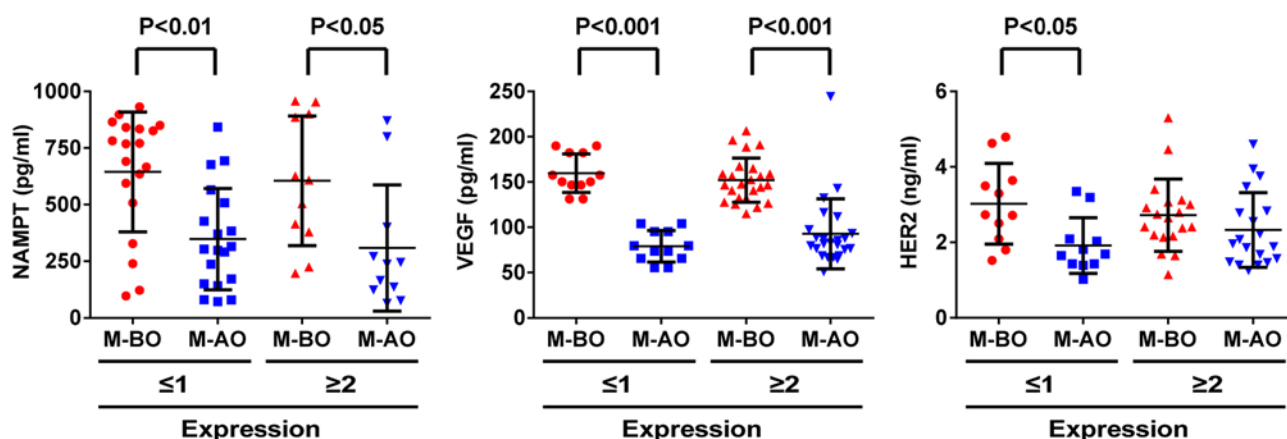 P<0.01
P<0.05
NAMPT (pg/ml)
1000
750
500
250
0
M-BO M-AO M-BO M-AO
≤1 ≥2
Expression
P<0.001
P<0.001
VEGF (pg/ml)
250
200
150
100
50
0
M-BO M-AO M-BO M-AO
≤1 ≥2
Expression
P<0.05
HER2 (ng/ml)
6
4
2
0
M-BO M-AO M-BO M-AO
≤1 ≥2
Expression